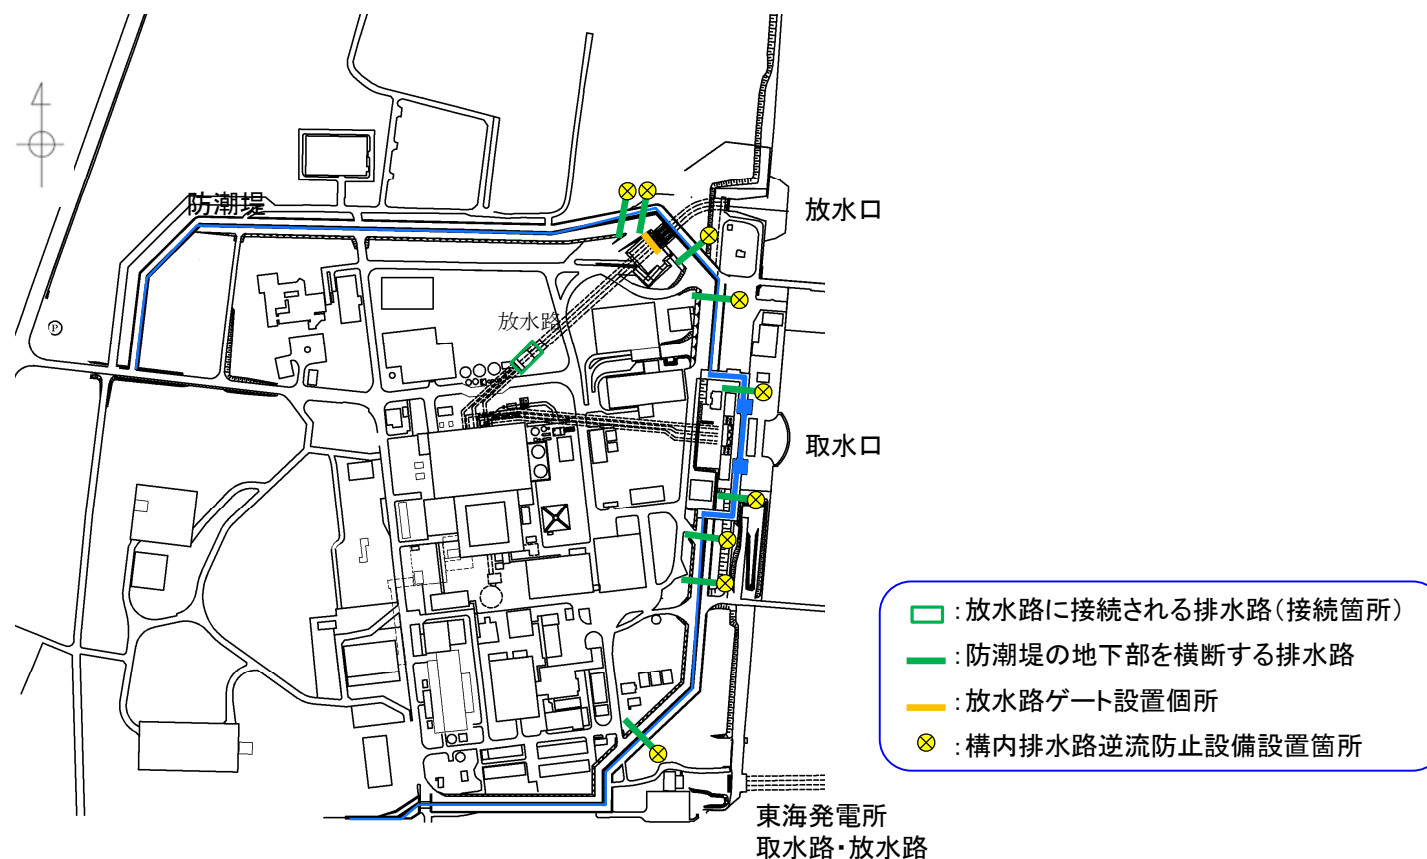 防潮堤
放水口
放水路
P
取水口
:放水路に接続される排水路(接続箇所)
:防潮堤の地下部を横断する排水路
:放水路ゲート設置個所
:構内排水路逆流防止設備設置箇所
東海発電所
取水路・放水路